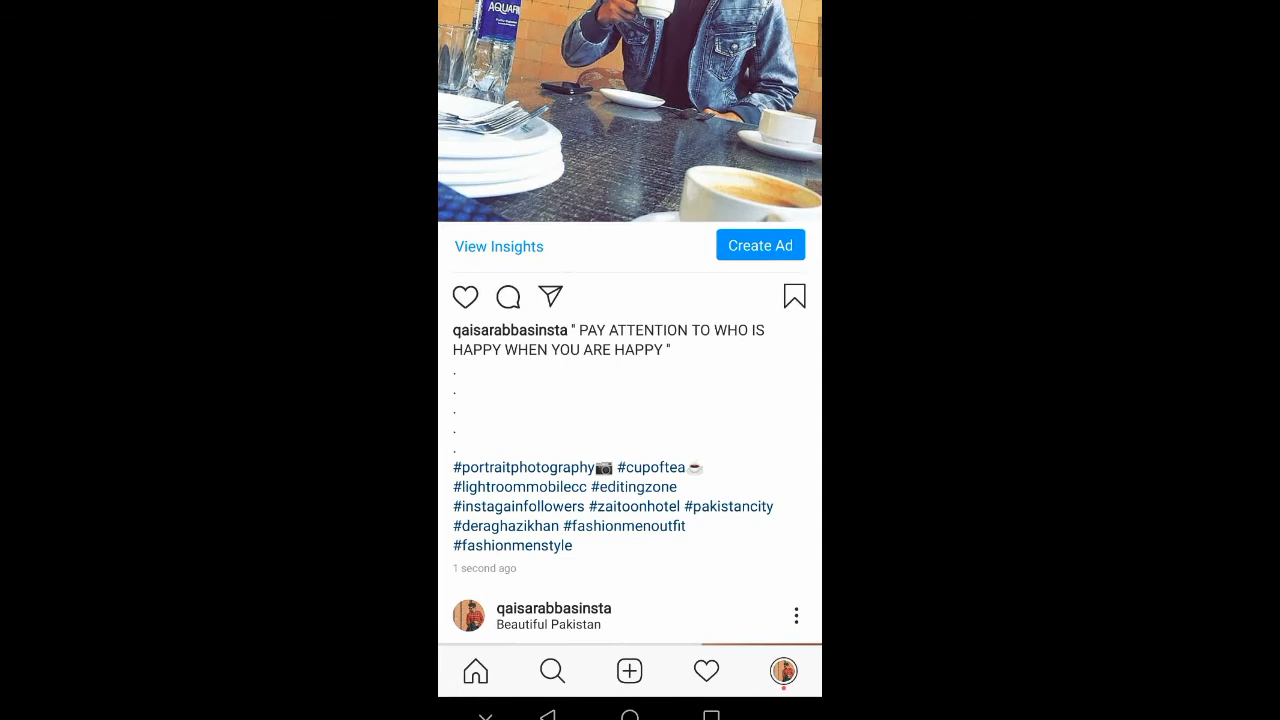 AQUAFI
View Insights
Create Ad
qaisarabbasinsta " PAY ATTENTION TO WHO IS
HAPPY WHEN YOU ARE HAPPY "
.
.
.
.
.
#portraitphotography📷 #cupoftea☕
#lightroommobilecc #editingzone
#instagainfollowers #zaitoonhotel #pakistancity
#deraghazikhan #fashionmenoutfit
#fashionmenstyle
1 second ago
qaisarabbasinsta
Beautiful Pakistan